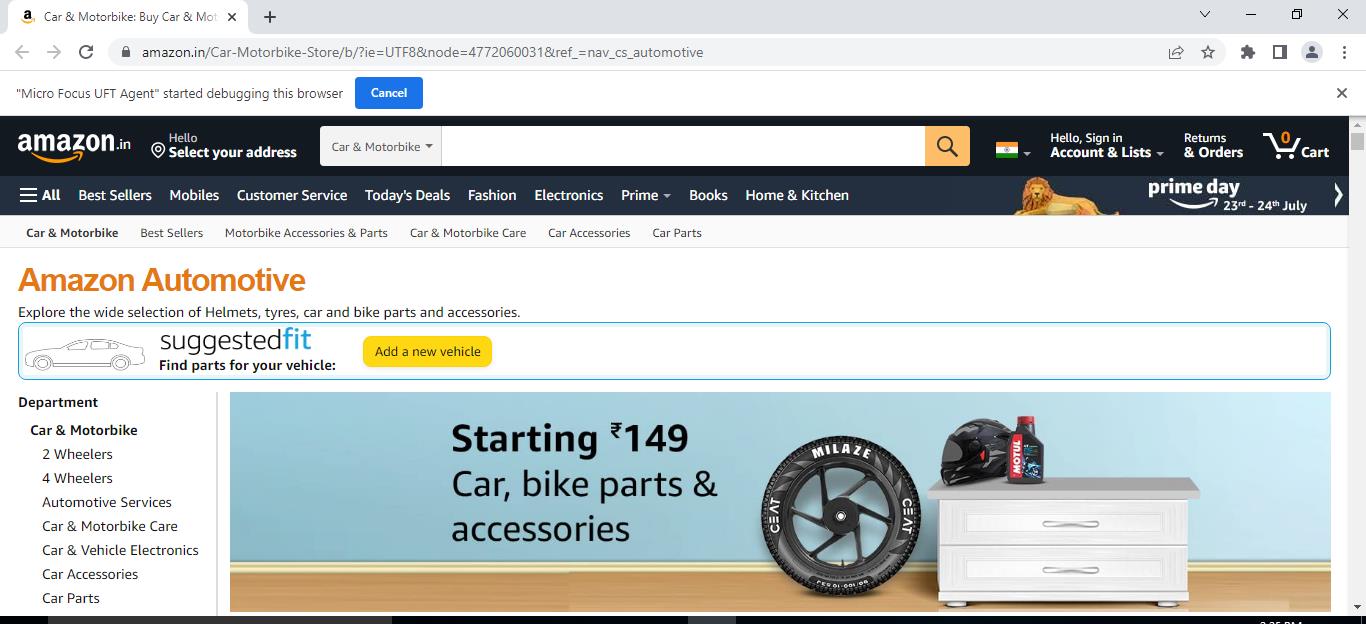 Car & Motorbike: Buy Car & Mot
amazon.in/Car-Motorbike-Store/b/?ie=UTF8&node=4772060031&ref_=nav_cs_automotive
"Micro Focus UFT Agent" started debugging this browser Cancel
amazon.in
Hello
Select your address
Car & Motorbike
Hello, Sign in
Account & Lists
Returns
& Orders
0
Cart
All Best Sellers Mobiles Customer Service Today's Deals Fashion Electronics Prime Books Home & Kitchen
prime day
23rd - 24th July
Car & Motorbike Best Sellers Motorbike Accessories & Parts Car & Motorbike Care Car Accessories Car Parts
Amazon Automotive
Explore the wide selection of Helmets, tyres, car and bike parts and accessories.
suggestedfit
Find parts for your vehicle:
Add a new vehicle
Department
Car & Motorbike
2 Wheelers
4 Wheelers
Automotive Services
Car & Motorbike Care
Car & Vehicle Electronics
Car Accessories
Car Parts
Starting ₹149
Car, bike parts &
accessories
MILAZE
CEAT
CEAT
MOTUL